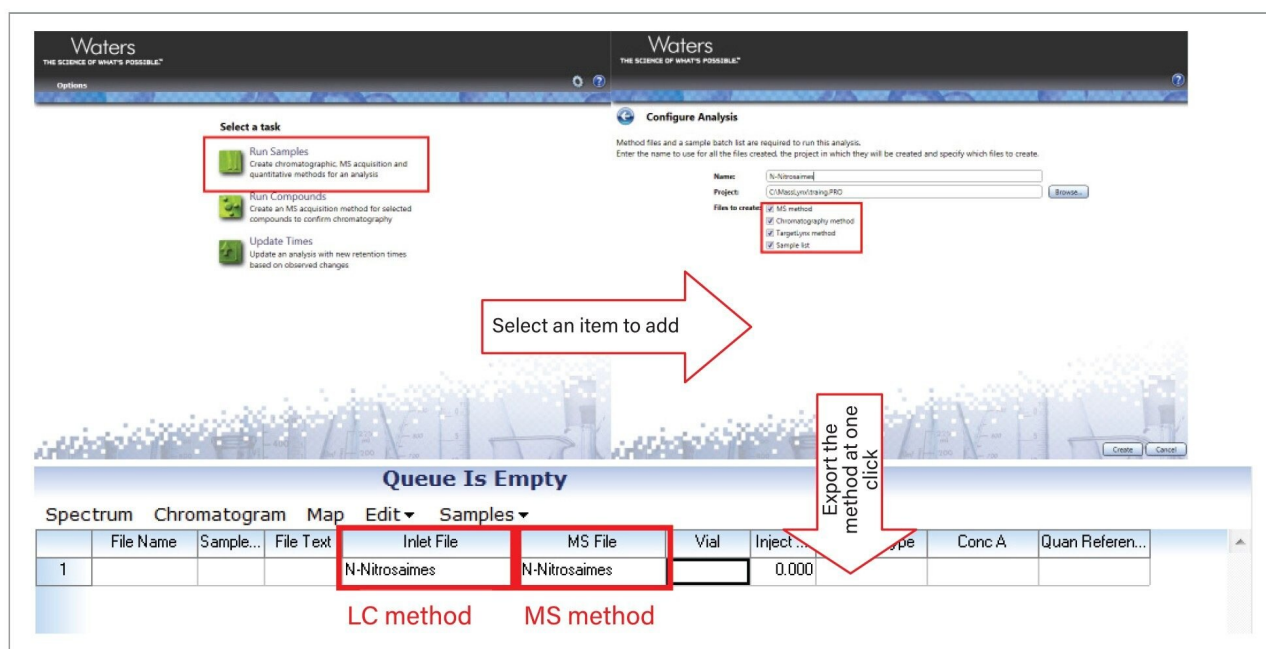 Waters
THE SCIENCE OF WHAT'S POSSIBLE.™
Options
Select a task
Run Samples
Create chromatographic, MS acquisition and
quantitative methods for an analysis
Run Compounds
Create an MS acquisition method for selected
compounds to confirm chromatography
Update Times
Update an analysis with new retention times
based on observed changes
Waters
THE SCIENCE OF WHAT'S POSSIBLE.™
Configure Analysis
Method files and a sample batch list are required to run this analysis.
Enter the name to use for all the files created, the project in which they will be created and specify which files to create.
Name: N-Nitrosaimes
Project: C:\MassLynx\traing.PRO Browse...
Files to create: MS method
Chromatography method
TargetLynx method
Sample list
Select an item to add
Export the
method at one
click
Create Cancel
Queue Is Empty
Spectrum Chromatogram Map Edit Samples
File Name Sample... File Text Inlet File MS File Vial Inject ... ype Conc A Quan Referen...
1 N-Nitrosaimes N-Nitrosaimes 0.000
LC method MS method